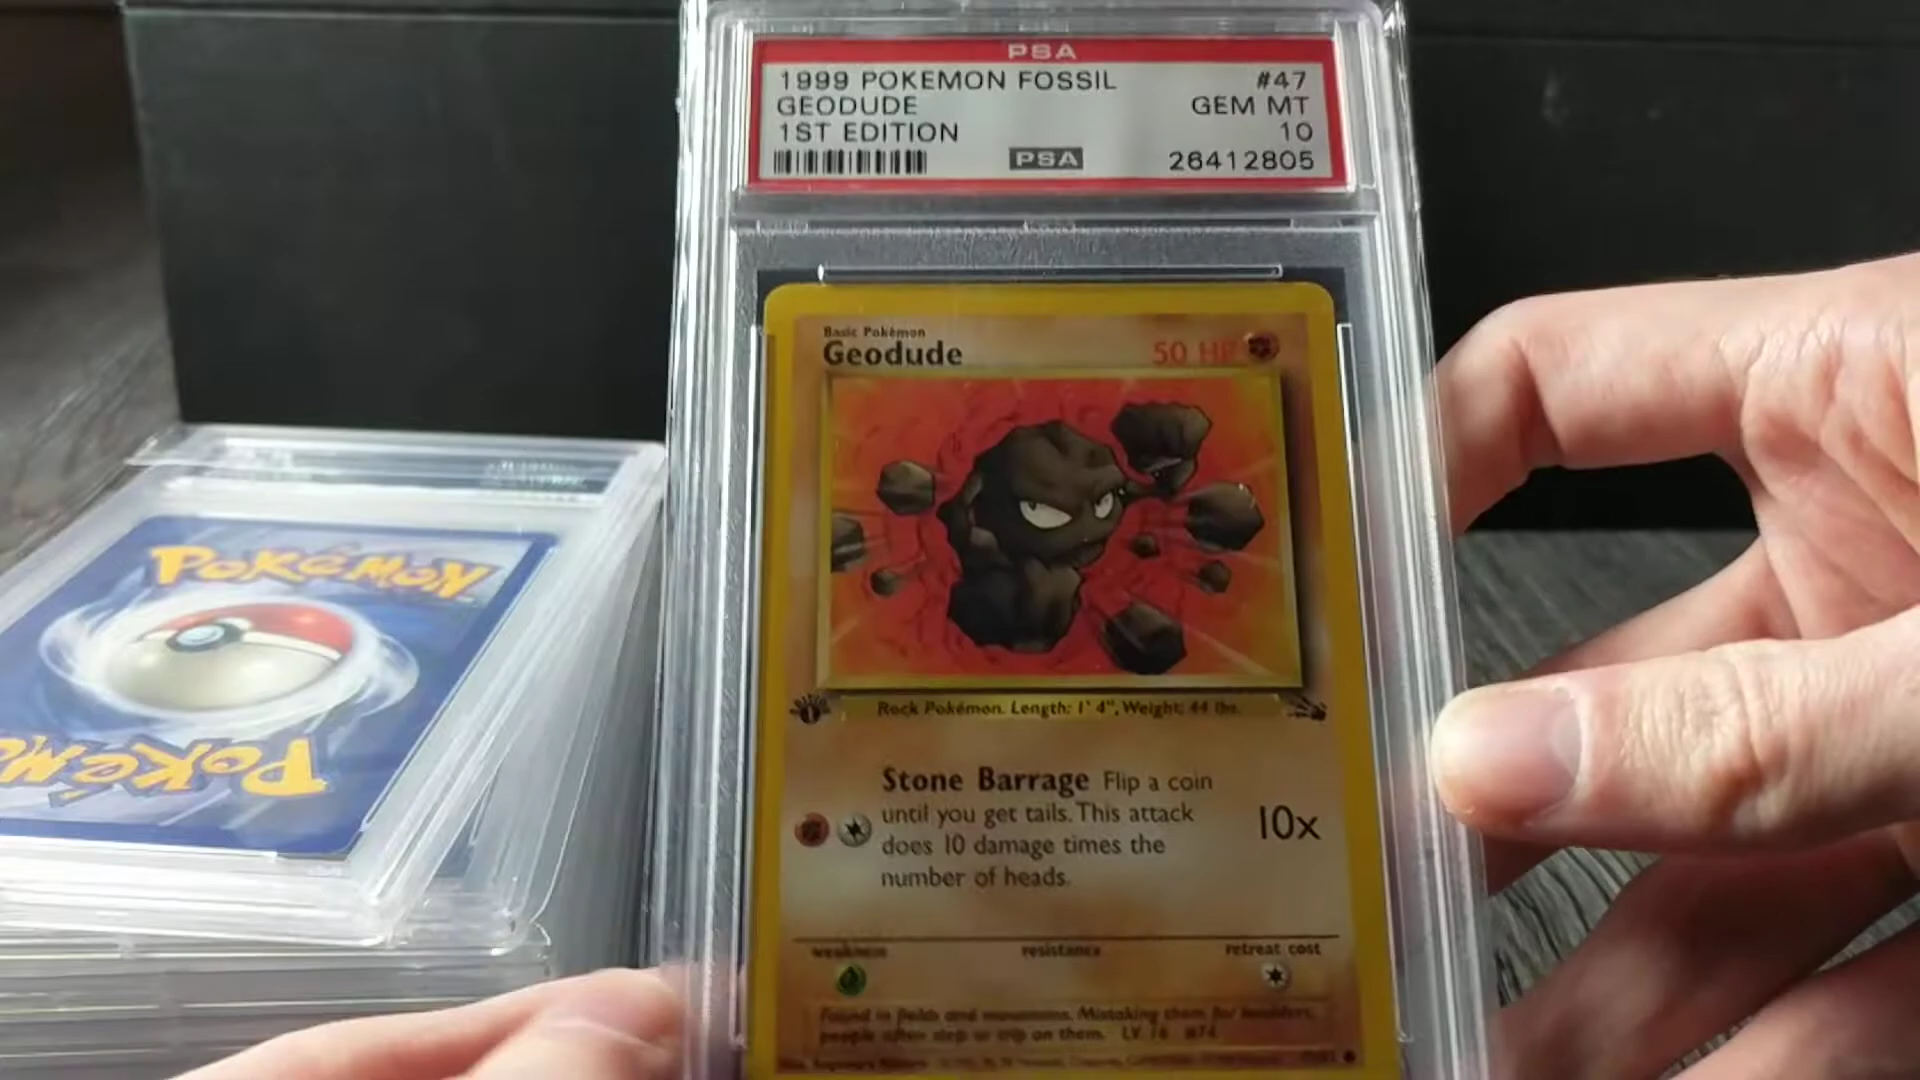 PSA
1999 POKEMON FOSSIL #47
GEODUDE GEM MT
1ST EDITION 10
PSA 26412805
Basic Pokémon
Geodude 50 HP
Rock Pokémon. Length: 1' 4", Weight: 44 lbs.
Stone Barrage Flip a coin
until you get tails. This attack
does 10 damage times the
number of heads.
10x
weakness resistance retreat cost
Found in fields and mountains. Mistaking them for boulders,
people often step or trip on them. LV. 16 #74
POKéMON
POKéMO